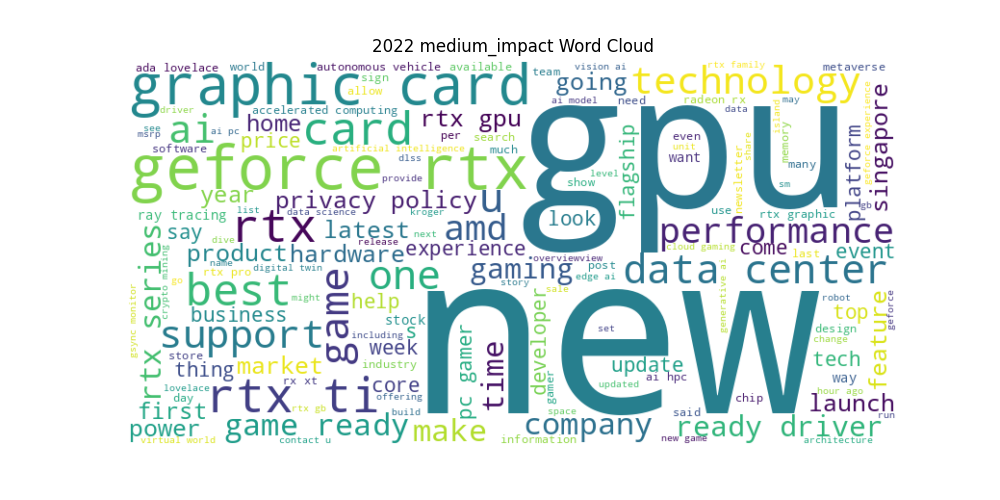 2022 medium_impact Word Cloud
ada lovelace
world
autonomous vehicle
available
team
vision ai
rtx family
metaverse
graphic card
sign
allow
going
technology
driver
accelerated computing
ai model
need
radeon rx
may
data
island
geforce experience
singapore
see
msrp
ai pc
ai
home
card
rtx gpu
per
search
gpu
even
want
unit
share
memory
many
platform
software
price
artificial intelligence
much
dlss
geforce rtx
provide
level
show
flagship
newsletter
sm
year
privacy policy
u
look
use
rtx graphic
g
ray tracing
list
data science
kroger
say
rtx
latest
next
amd
performance
dive
release
experience
cloud gaming
come
last
event
product
hardware
overviewview
name
rtx pro
digital twin
one
gaming
post
edge ai
data center
crypto mining
go
story
generative ai
rtx series
best
might
game
help
new
sale
robot
gsync monitor
business
stock
s
developer
set
top
geforce
support
including
week
industry
pc gamer
time
update
design
change
feature
store
thing
market
tech
lovelace
day
rtx ti
rx xt
offering
core
gamer
updated
ai hpc
way
chip
hour ago
first
rtx gb
build
space
said
launch
run
power
game ready
make
company
ready driver
virtual world
contact u
information
new game
architecture